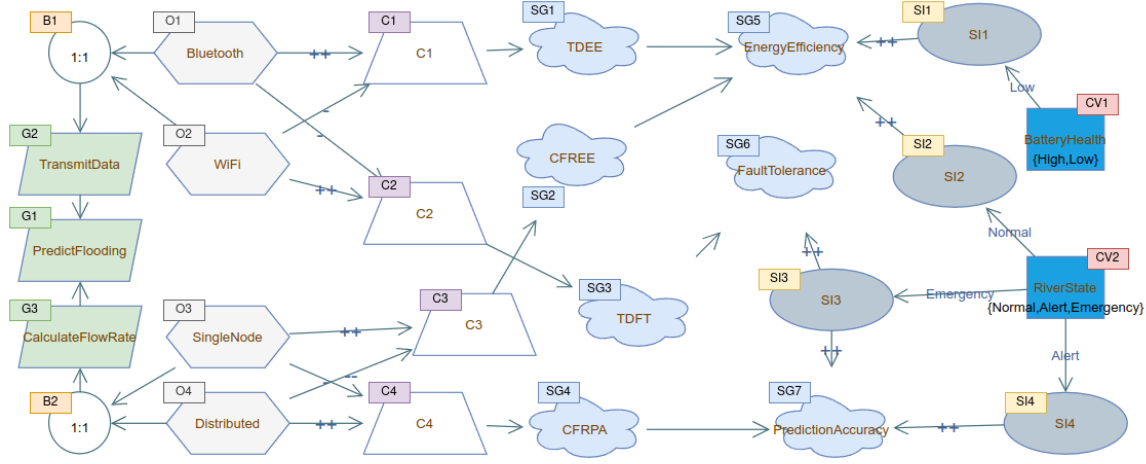 B1
O1
C1
SG1
SG5
SI1
1:1
Bluetooth
++
C1
TDEE
EnergyEfficiency
++
SI1
Low
CV1
G2
O2
-
-
BatteryHealth
{High,Low}
TransmitData
WiFi
++
CFREE
SG2
SG6
FaultTolerance
++
SI2
SI2
C2
C2
G1
PredictFlooding
Normal
CV2
G3
O3
C3
SG3
SI3
RiverState
{Normal,Alert,Emergency}
CalculateFlowRate
SingleNode
++
C3
TDFT
++
SI3
Emergency
-
--
++
Alert
B2
O4
C4
SG4
SG7
SI4
1:1
Distributed
++
C4
CFRPA
PredictionAccuracy
++
SI4